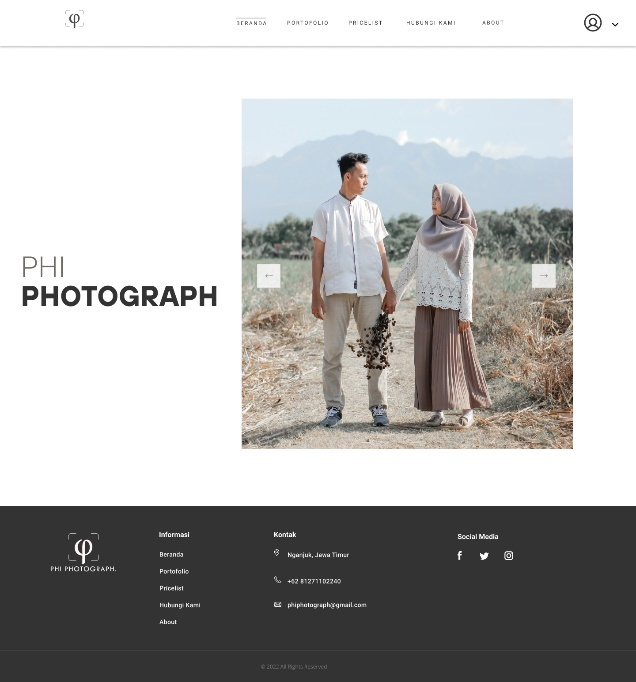 φ
BERANDA
PORTOFOLIO
PRICELIST
HUBUNGI KAMI
ABOUT
PHI
PHOTOGRAPH
←
→
φ
PHI PHOTOGRAPH.
Informasi
Beranda
Portofolio
Pricelist
Hubungi Kami
About
Kontak
Nganjuk, Jawa Timur
+62 81271102240
phiphotograph@gmail.com
Social Media
© 2022 All Rights Reserved